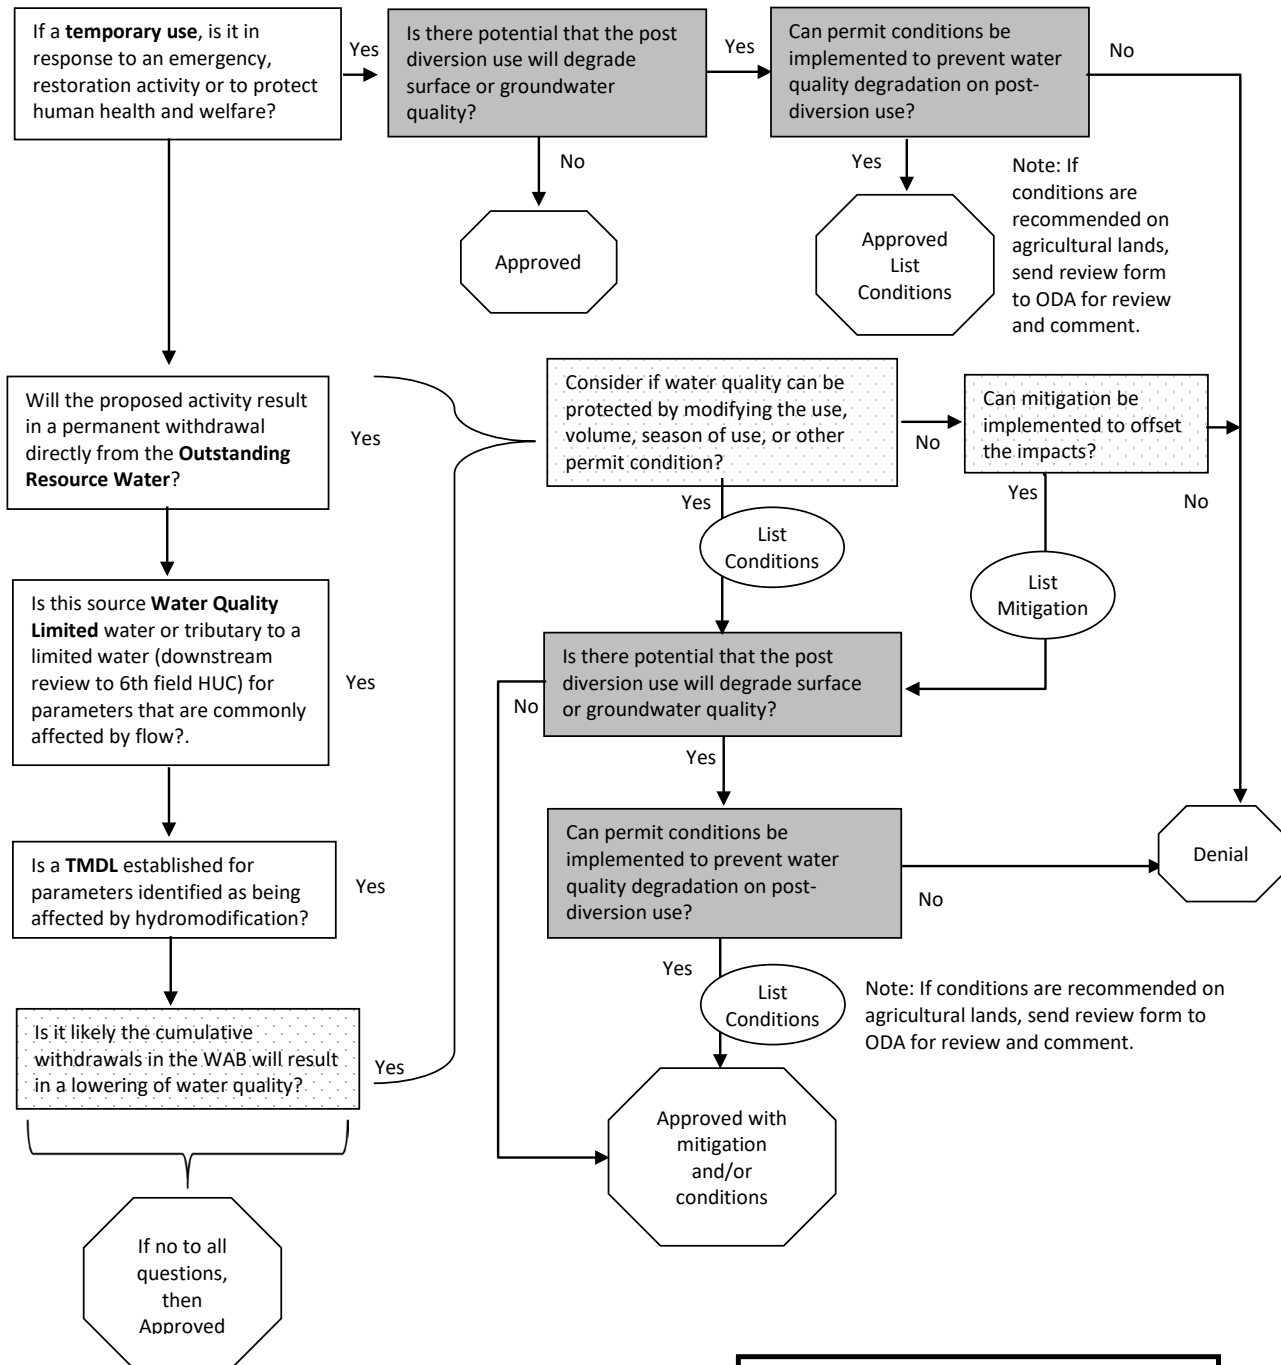 If a temporary use, is it in
response to an emergency,
restoration activity or to protect
human health and welfare?
Yes
Is there potential that the post
diversion use will degrade
surface or groundwater
quality?
Yes
Can permit conditions be
implemented to prevent water
quality degradation on post-
diversion use?
No
No
Approved
Yes
Approved
List
Conditions
Note: If
conditions are
recommended on
agricultural lands,
send review form
to ODA for review
and comment.
Will the proposed activity result
in a permanent withdrawal
directly from the Outstanding
Resource Water?
Yes
Consider if water quality can be
protected by modifying the use,
volume, season of use, or other
permit condition?
No
Can mitigation be
implemented to offset
the impacts?
No
Yes
List
Conditions
Yes
List
Mitigation
Is this source Water Quality
Limited water or tributary to a
limited water (downstream
review to 6th field HUC) for
parameters that are commonly
affected by flow?.
Yes
Is there potential that the post
diversion use will degrade surface
or groundwater quality?
No
Yes
Is a TMDL established for
parameters identified as being
affected by hydromodification?
Yes
Can permit conditions be
implemented to prevent water
quality degradation on post-
diversion use?
No
Denial
Yes
List
Conditions
Note: If conditions are recommended on
agricultural lands, send review form to
ODA for review and comment.
Is it likely the cumulative
withdrawals in the WAB will result
in a lowering of water quality?
Yes
Approved with
mitigation
and/or
conditions
If no to all
questions,
then
Approved